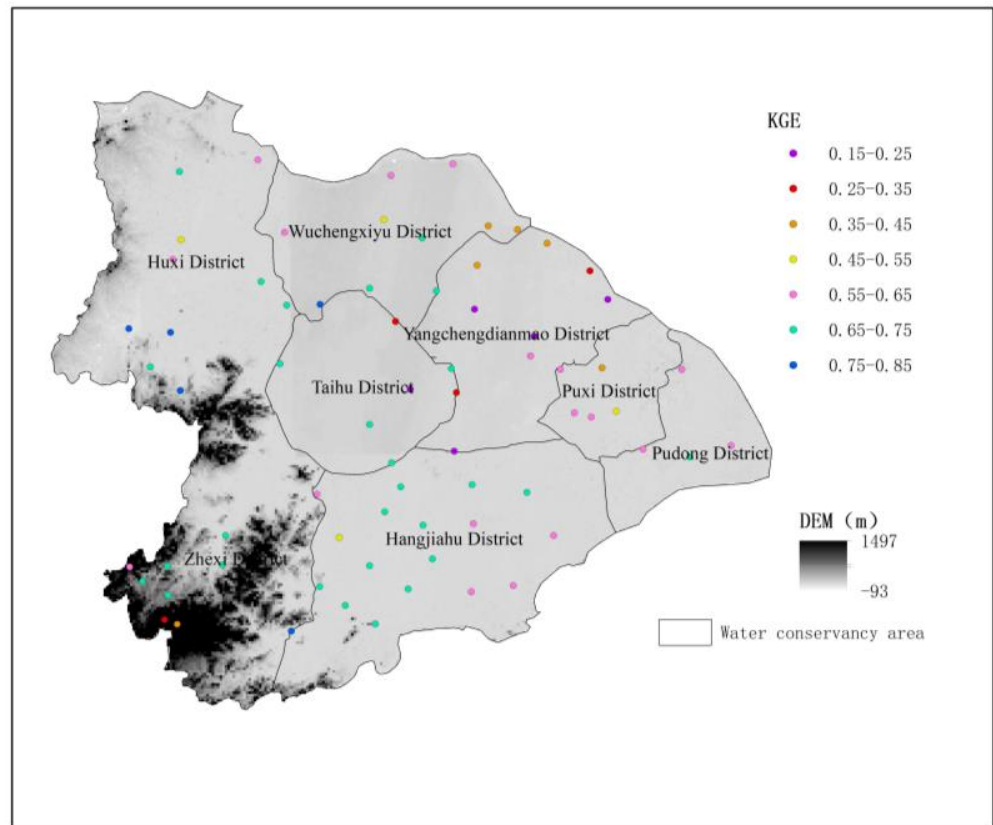 KGE
0.15-0.25
0.25-0.35
0.35-0.45
0.45-0.55
0.55-0.65
0.65-0.75
0.75-0.85
Wuchengxiyu District
Huxi District
Yangchengdianmao District
Taihu District
Puxi District
Pudong District
Hangjiahu District
Zhexi District
DEM (m)
1497
-93
Water conservancy area